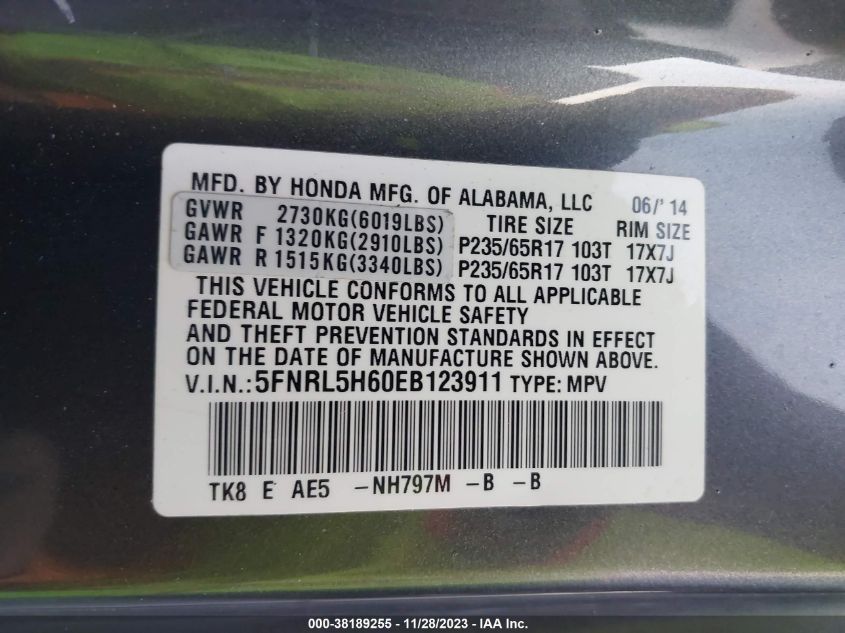 MFD. BY HONDA MFG. OF ALABAMA, LLC 06/' 14
GVWR 2730KG(6019LBS) TIRE SIZE RIM SIZE
GAWR F 1320KG(2910LBS) P235/65R17 103T 17X7J
GAWR R 1515KG(3340LBS) P235/65R17 103T 17X7J
THIS VEHICLE CONFORMS TO ALL APPLICABLE
FEDERAL MOTOR VEHICLE SAFETY
AND THEFT PREVENTION STANDARDS IN EFFECT
ON THE DATE OF MANUFACTURE SHOWN ABOVE.
V.I.N.: 5FNRL5H60EB123911 TYPE: MPV
TK8 E AE5 -NH797M -B -B
000-38189255 - 11/28/2023 - IAA Inc.